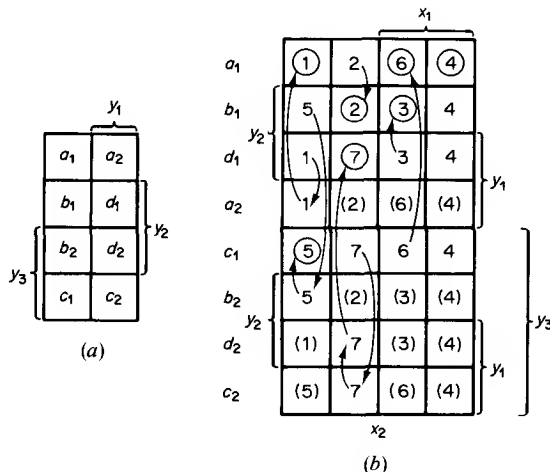 x₁
a₁ ① 2 ⑥ ④
b₁ 5 ② ③ 4
y₂
d₁ 1 ⑦ 3 4
a₂ 1 (2) (6) (4)
y₁
c₁ ⑤ 7 6 4
b₂ 5 (2) (3) (4)
y₂
d₂ (1) 7 (3) (4)
c₂ (5) 7 (6) (4)
y₁
y₃
x₂
(b)
y₁
a₁ a₂
b₁ d₁
y₂
b₂ d₂
y₃
c₁ c₂
(a)